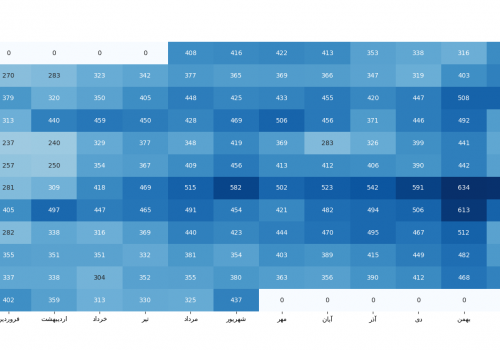 0 0 0 0 408 416 422 413 353 338 316
270 283 323 342 377 365 369 366 347 319 403
379 320 350 405 448 425 433 455 420 447 508
313 440 459 450 428 469 506 456 371 446 492
237 240 329 377 348 419 369 283 326 399 441
257 250 354 367 409 456 413 412 406 390 442
281 309 418 469 515 582 502 523 542 591 634
405 497 447 465 491 454 421 482 494 506 613
282 338 316 369 440 423 444 470 495 467 512
355 351 351 332 381 354 403 389 415 449 482
337 338 304 352 355 380 363 356 390 412 468
402 359 313 330 325 437 0 0 0 0 0
فروردین اردیبهشت خرداد تیر مرداد شهریور مهر آبان آذر دی بهمن